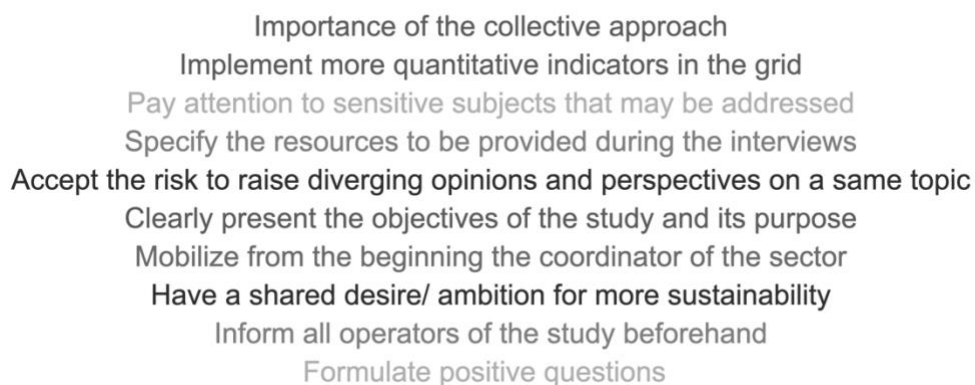 Importance of the collective approach
Implement more quantitative indicators in the grid
Pay attention to sensitive subjects that may be addressed
Specify the resources to be provided during the interviews
Accept the risk to raise diverging opinions and perspectives on a same topic
Clearly present the objectives of the study and its purpose
Mobilize from the beginning the coordinator of the sector
Have a shared desire/ ambition for more sustainability
Inform all operators of the study beforehand
Formulate positive questions